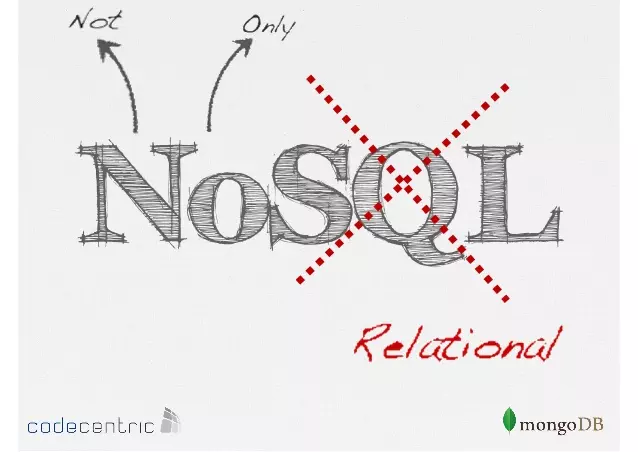 Not Only
NoSQL
Relational
codecentric mongoDB